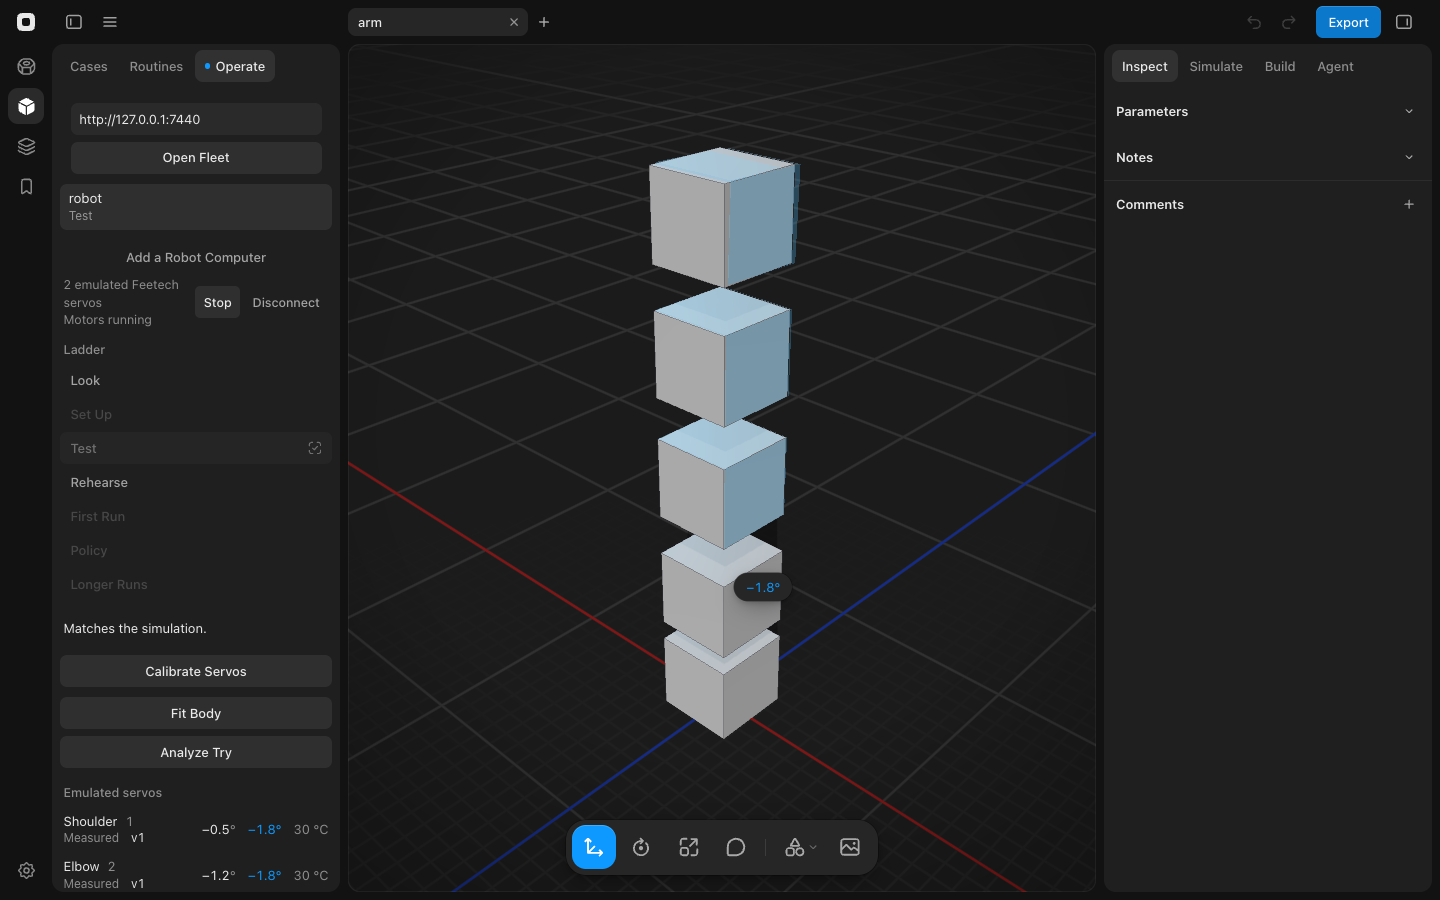 arm
Export
Cases
Routines
Operate
http://127.0.0.1:7440
Open Fleet
robot
Test
Add a Robot Computer
2 emulated Feetech
servos
Motors running
Stop
Disconnect
Ladder
Look
Set Up
Test
Rehearse
First Run
Policy
Longer Runs
Matches the simulation.
Calibrate Servos
Fit Body
Analyze Try
Emulated servos
Shoulder 1
Measured v1
−0.5° −1.8° 30 °C
Elbow 2
Measured v1
−1.2° −1.8° 30 °C
−1.8°
Inspect
Simulate
Build
Agent
Parameters
Notes
Comments